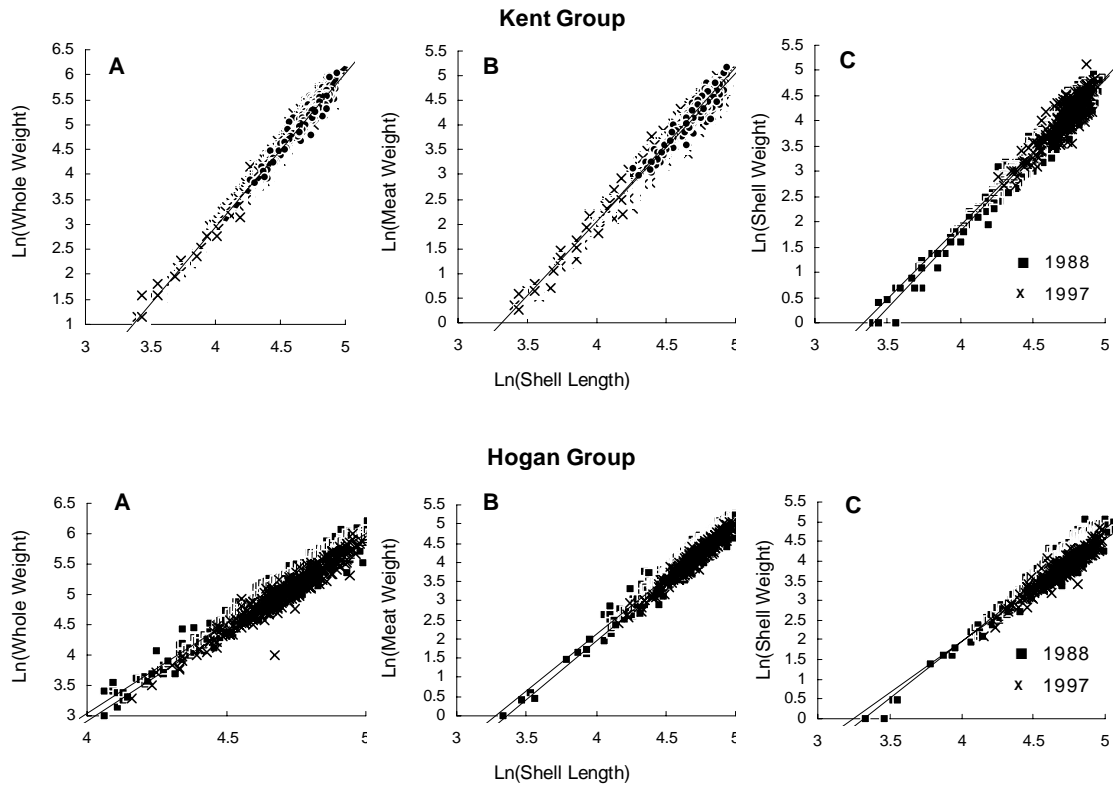 Kent Group
A
Ln(Whole Weight)
6.5
6
5.5
5
4.5
4
3.5
3
2.5
2
1.5
1
3 3.5 4 4.5 5
B
Ln(Meat Weight)
5.5
5
4.5
4
3.5
3
2.5
2
1.5
1
0.5
0
3 3.5 4 4.5 5
Ln(Shell Length)
C
Ln(Shell Weight)
5.5
5
4.5
4
3.5
3
2.5
2
1.5
1
0.5
0
3 3.5 4 4.5 5
1988
x 1997
Hogan Group
A
Ln(Whole Weight)
6.5
6
5.5
5
4.5
4
3.5
3
4 4.5 5
B
Ln(Meat Weight)
5.5
5
4.5
4
3.5
3
2.5
2
1.5
1
0.5
0
3 3.5 4 4.5 5
Ln(Shell Length)
C
Ln(Shell Weight)
5.5
5
4.5
4
3.5
3
2.5
2
1.5
1
0.5
0
3 3.5 4 4.5 5
1988
x 1997